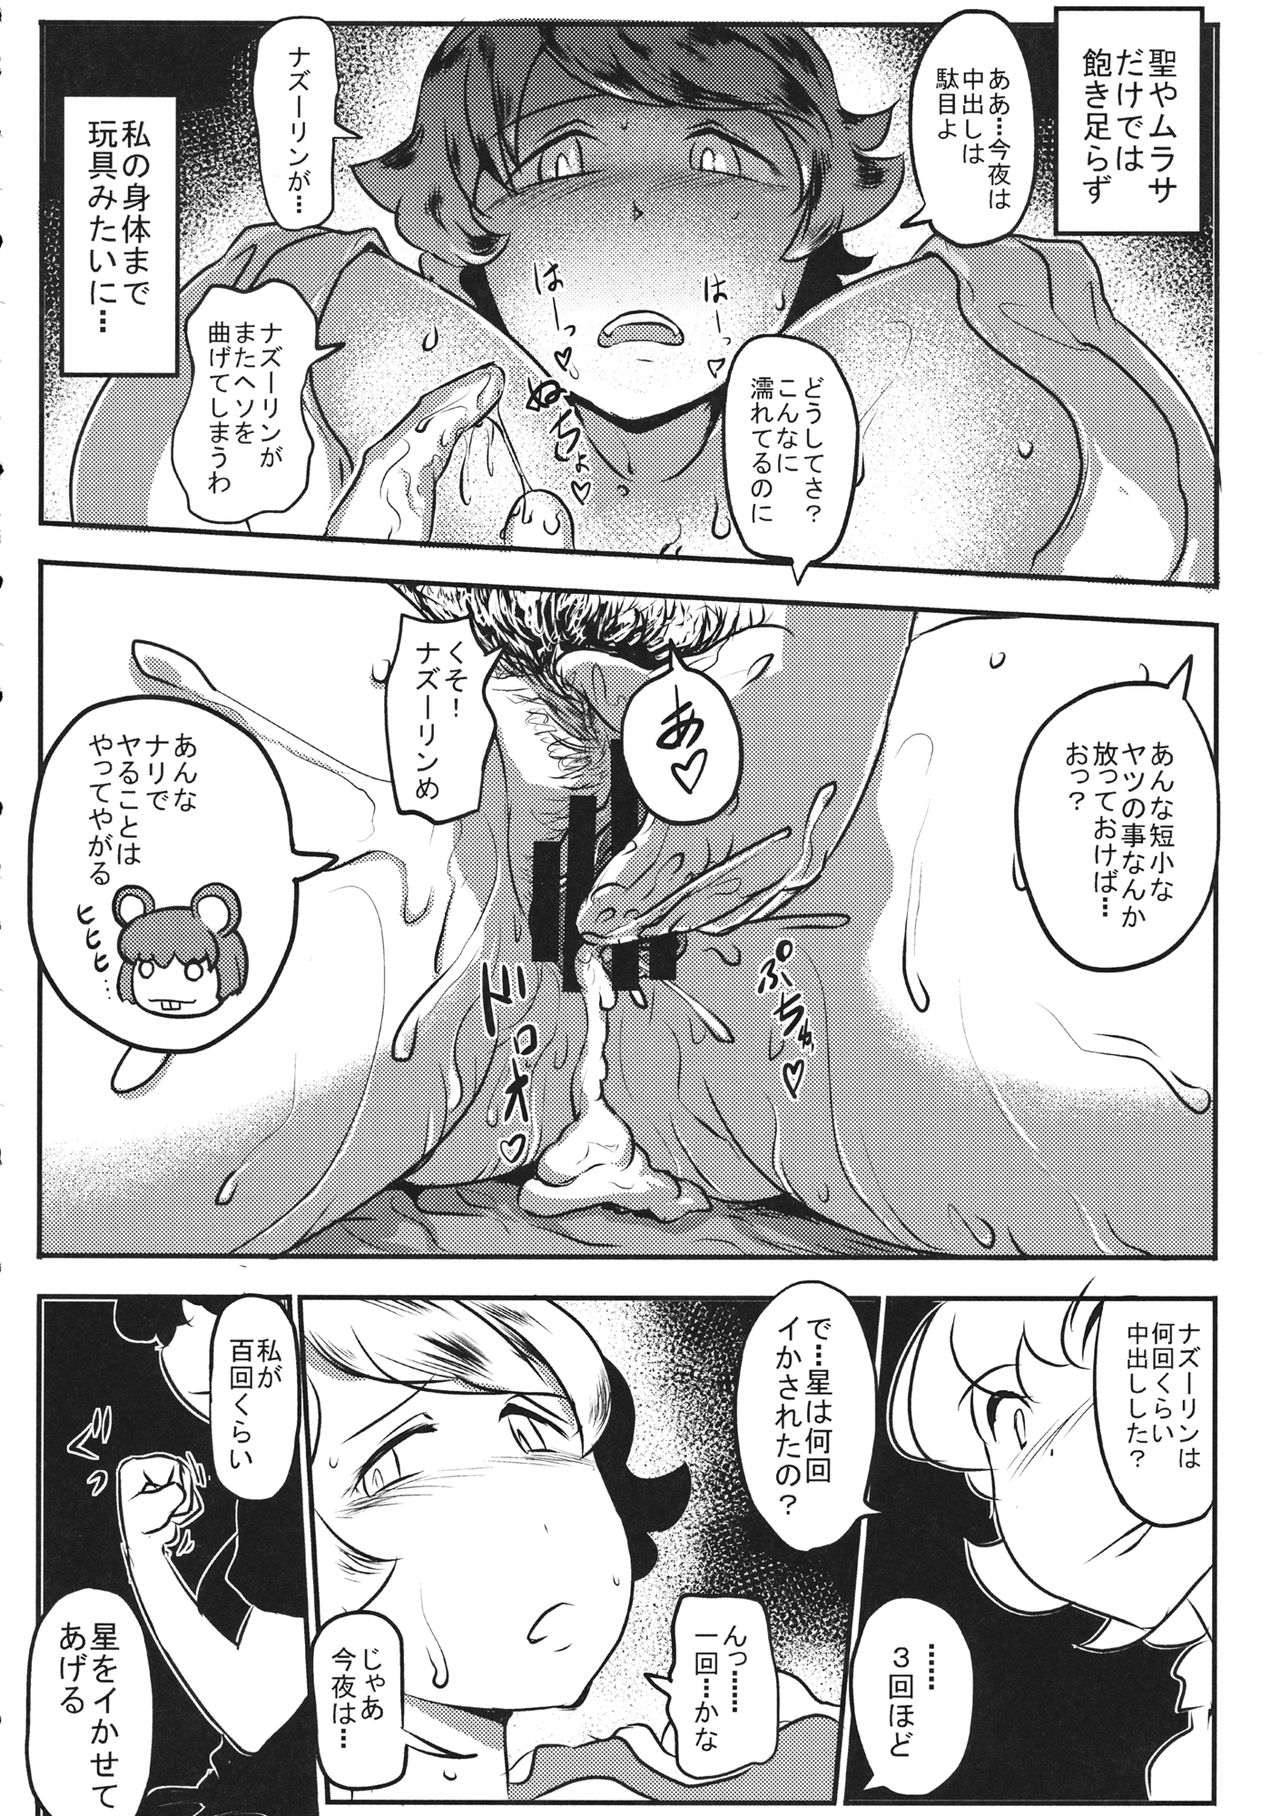 聖やムラサ
だけでは
飽き足らず
ああ…今夜は
中出しは
駄目よ
ナズーリンが…
私の身体まで
玩具みたいに…
はーっ♡
はーっ♡
ねちょ♡
ナズーリンが
またヘソを
曲げてしまうわ
どうしてさ?
こんなに
濡れてるのに
あんな短小な
ヤツの事なんか
放っておけば…
おっ?
あ♡
くそ!
ナズーリンめ
あんな
ナリで
ヤることは
やってやがる
ヒヒヒヒ…
ぷちゅ♡
ドロォ♡
ナズーリンは
何回くらい
中出しした?
……
3回ほど
で…星は何回
イかされたの?
んっ……
一回…かな
じゃあ
今夜は…
私が
百回くらい
ぐっ
星をイかせて
あげる